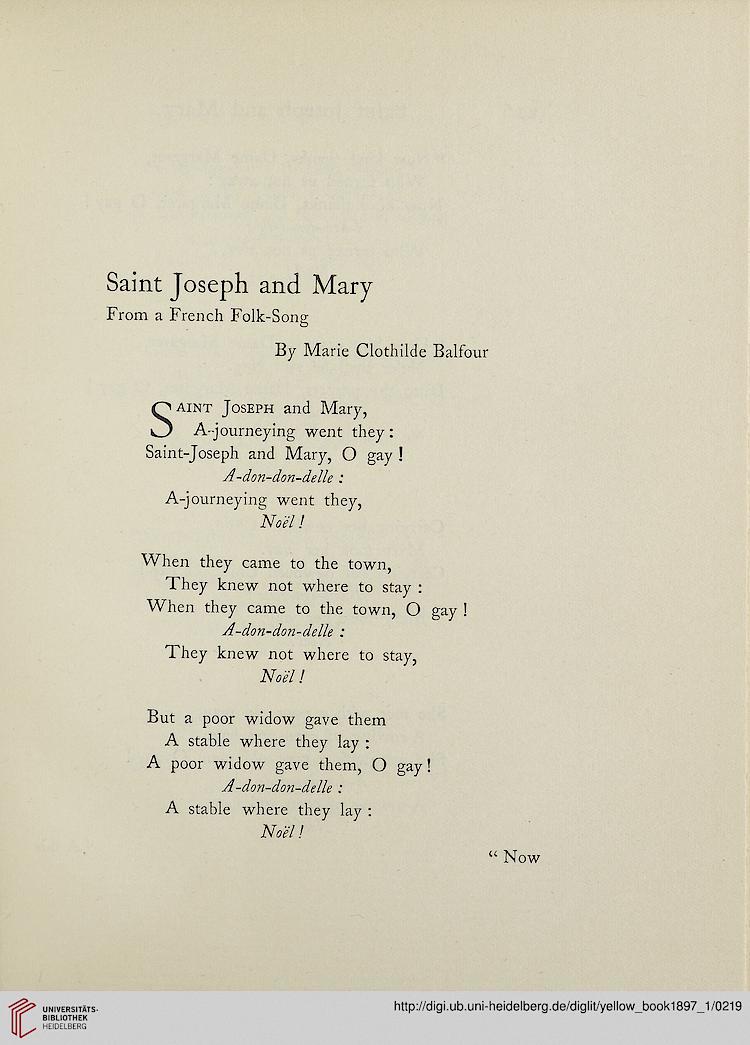 Saint Joseph and Mary
From a French Folk-Song
By Marie Clothilde Balfour
SAINT JOSEPH and Mary,
A-journeying went they :
Saint-Joseph and Mary, O gay !
A-don-don-delle :
A-journeying went they,
Noël !
When they came to the town,
They knew not where to stay :
When they came to the town, O gay !
A-don-don-delle :
They knew not where to stay,
Noël !
But a poor widow gave them
A stable where they lay :
A poor widow gave them, O gay !
A-don-don-delle :
A stable where they lay :
Noël !
“ Now
UNIVERSITÄTS-
BIBLIOTHEK
HEIDELBERG
http://digi.ub.uni-heidelberg.de/diglit/yellow_book1897_1/0219